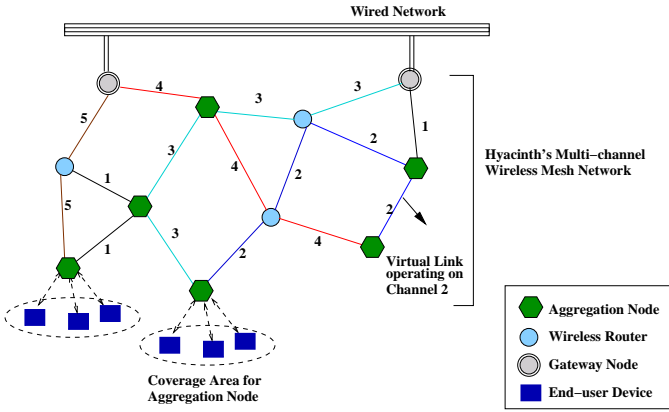 Wired Network
4
3
3
5
1
3
2
1
4
2
Hyacinth's Multi−channel
Wireless Mesh Network
5
3
2
1
2
4
Virtual Link
operating on
Channel 2
Aggregation Node
Wireless Router
Gateway Node
End−user Device
Coverage Area for
Aggregation Node